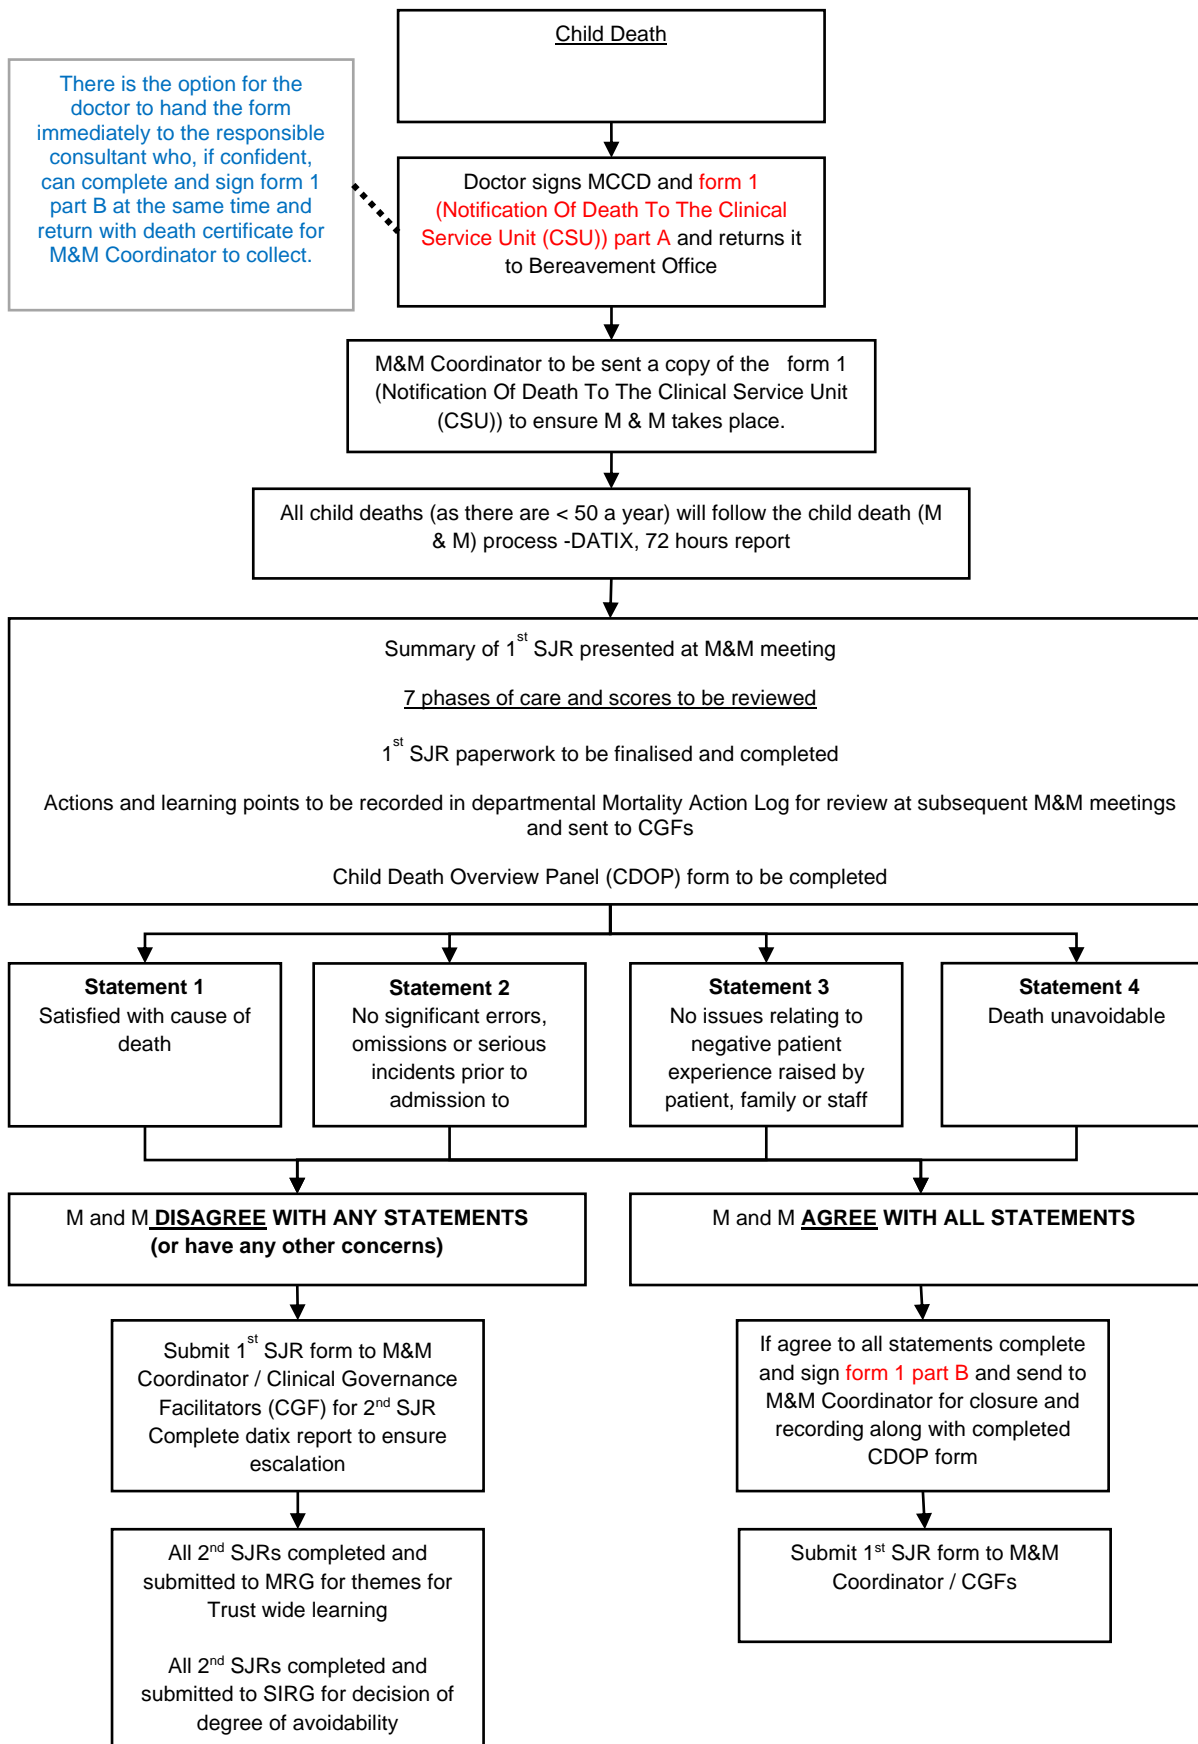 Child Death
There is the option for the
doctor to hand the form
immediately to the responsible
consultant who, if confident,
can complete and sign form 1
part B at the same time and
return with death certificate for
M&M Coordinator to collect.
Doctor signs MCCD and form 1
(Notification Of Death To The Clinical
Service Unit (CSU)) part A and returns it
to Bereavement Office
M&M Coordinator to be sent a copy of the form 1
(Notification Of Death To The Clinical Service Unit
(CSU)) to ensure M & M takes place.
All child deaths (as there are < 50 a year) will follow the child death (M
& M) process -DATIX, 72 hours report
Summary of 1st SJR presented at M&M meeting
7 phases of care and scores to be reviewed
1st SJR paperwork to be finalised and completed
Actions and learning points to be recorded in departmental Mortality Action Log for review at subsequent M&M meetings
and sent to CGFs
Child Death Overview Panel (CDOP) form to be completed
Statement 1
Satisfied with cause of
death
Statement 2
No significant errors,
omissions or serious
incidents prior to
admission to
Statement 3
No issues relating to
negative patient
experience raised by
patient, family or staff
Statement 4
Death unavoidable
M and M DISAGREE WITH ANY STATEMENTS
(or have any other concerns)
M and M AGREE WITH ALL STATEMENTS
Submit 1st SJR form to M&M
Coordinator / Clinical Governance
Facilitators (CGF) for 2nd SJR
Complete datix report to ensure
escalation
If agree to all statements complete
and sign form 1 part B and send to
M&M Coordinator for closure and
recording along with completed
CDOP form
All 2nd SJRs completed and
submitted to MRG for themes for
Trust wide learning
All 2nd SJRs completed and
submitted to SIRG for decision of
degree of avoidability
Submit 1st SJR form to M&M
Coordinator / CGFs